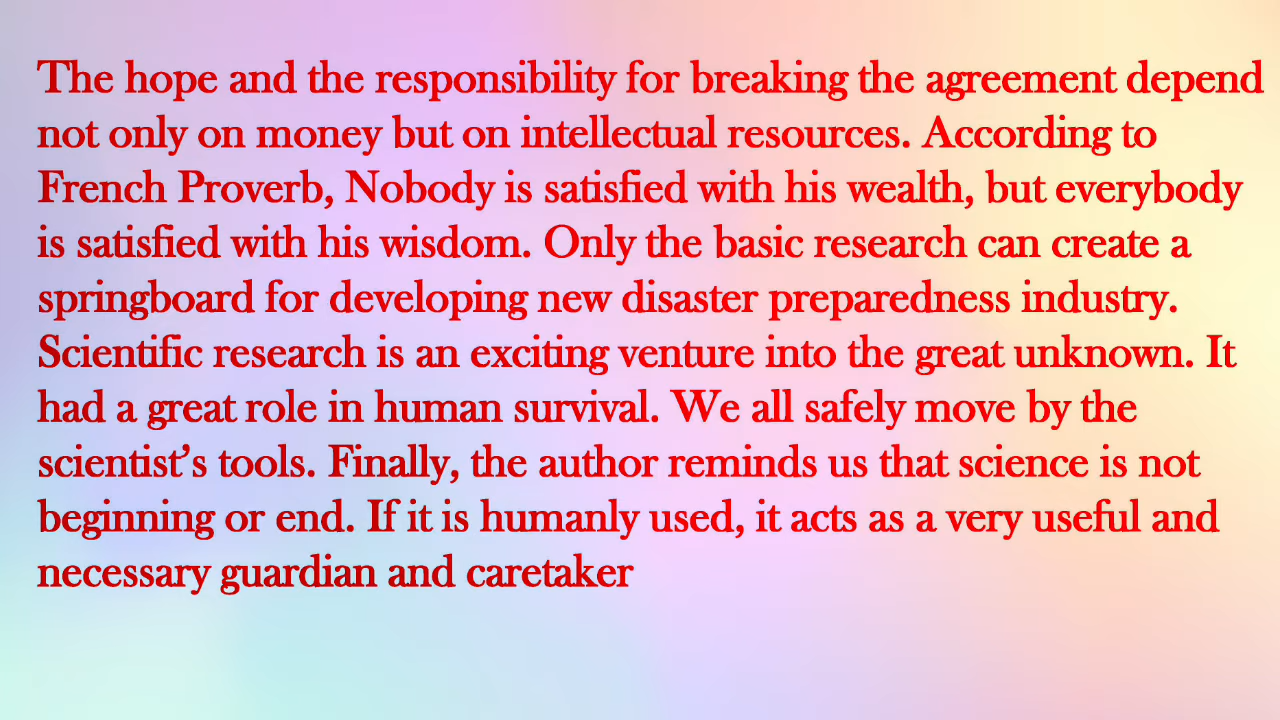 The hope and the responsibility for breaking the agreement depend
not only on money but on intellectual resources. According to
French Proverb, Nobody is satisfied with his wealth, but everybody
is satisfied with his wisdom. Only the basic research can create a
springboard for developing new disaster preparedness industry.
Scientific research is an exciting venture into the great unknown. It
had a great role in human survival. We all safely move by the
scientist’s tools. Finally, the author reminds us that science is not
beginning or end. If it is humanly used, it acts as a very useful and
necessary guardian and caretaker